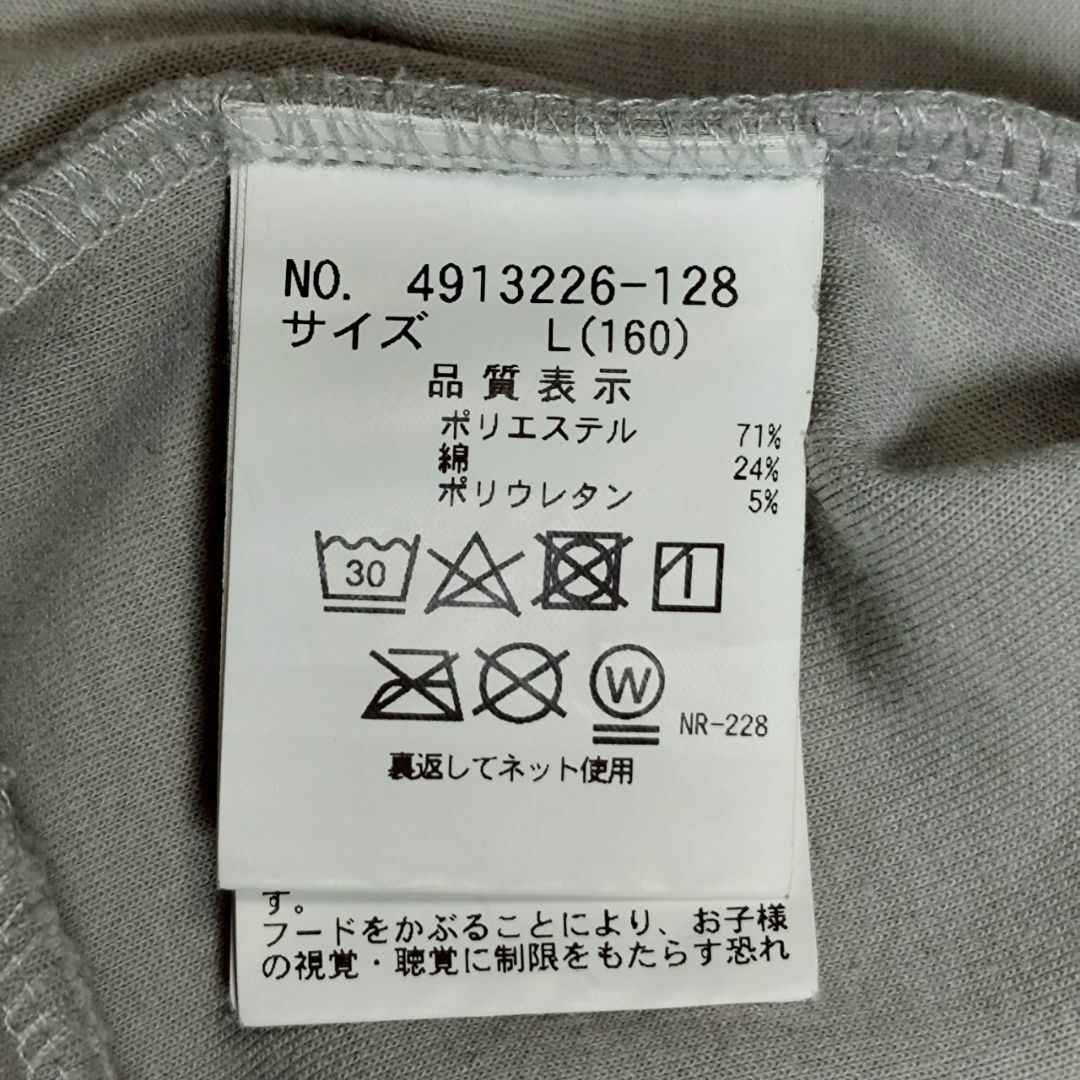 NO. 4913226-128
サイズ L(160)
品質表示
ポリエステル 71%
綿 24%
ポリウレタン 5%
30
W
NR-228
裏返してネット使用
す。
フードをかぶることにより、お子様
の視覚・聴覚に制限をもたらす恐れ